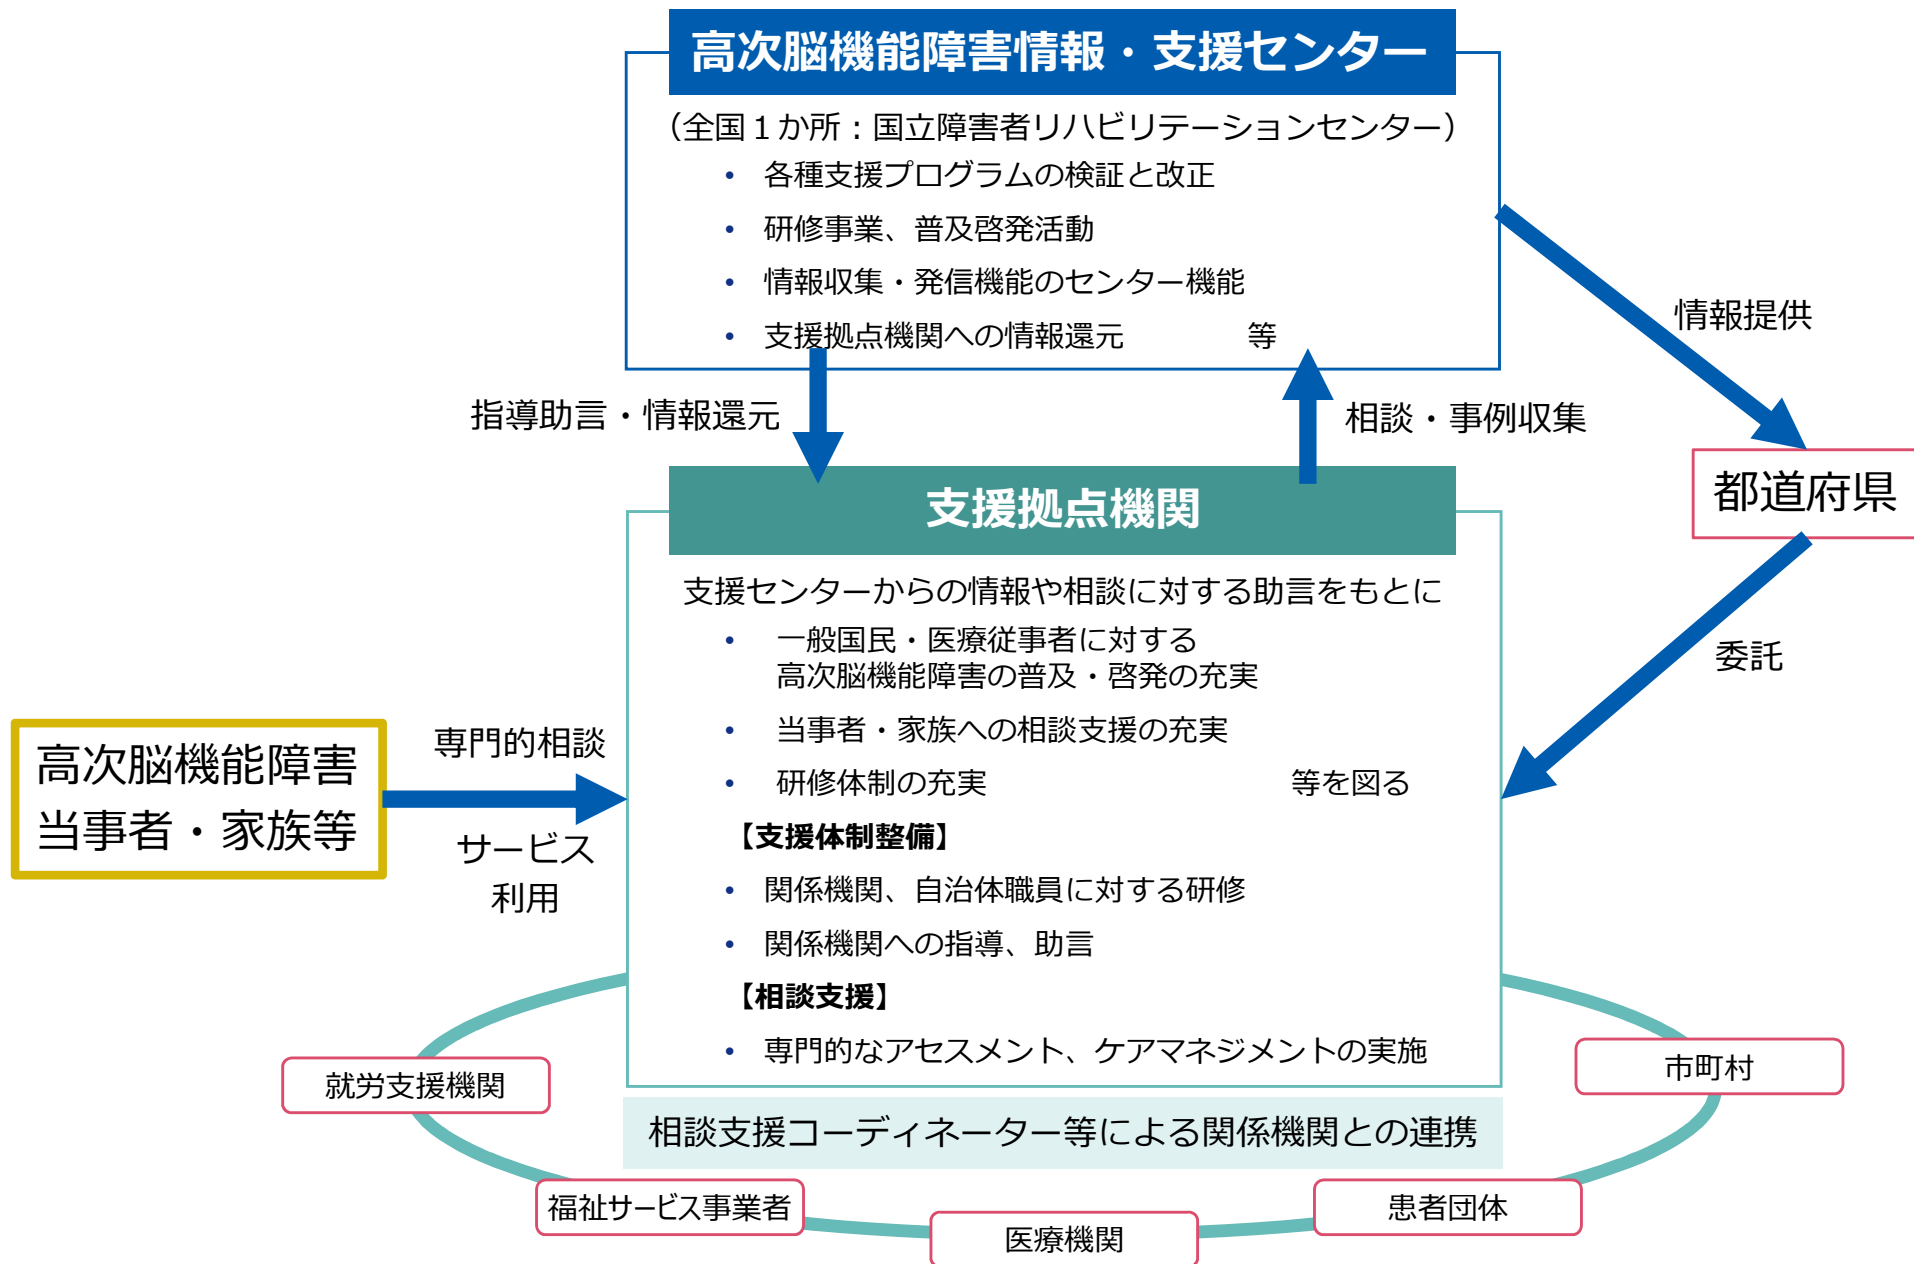 高次脳機能障害情報・支援センター
（全国１か所：国立障害者リハビリテーションセンター）
• 各種支援プログラムの検証と改正
• 研修事業、普及啓発活動
• 情報収集・発信機能のセンター機能
• 支援拠点機関への情報還元　　　　等
情報提供
指導助言・情報還元
相談・事例収集
都道府県
支援拠点機関
支援センターからの情報や相談に対する助言をもとに
• 一般国民・医療従事者に対する
高次脳機能障害の普及・啓発の充実
• 当事者・家族への相談支援の充実
• 研修体制の充実　　　　等を図る
委託
高次脳機能障害
当事者・家族等
専門的相談
サービス
利用
【支援体制整備】
• 関係機関、自治体職員に対する研修
• 関係機関への指導、助言
【相談支援】
• 専門的なアセスメント、ケアマネジメントの実施
就労支援機関
市町村
相談支援コーディネーター等による関係機関との連携
福祉サービス事業者
医療機関
患者団体